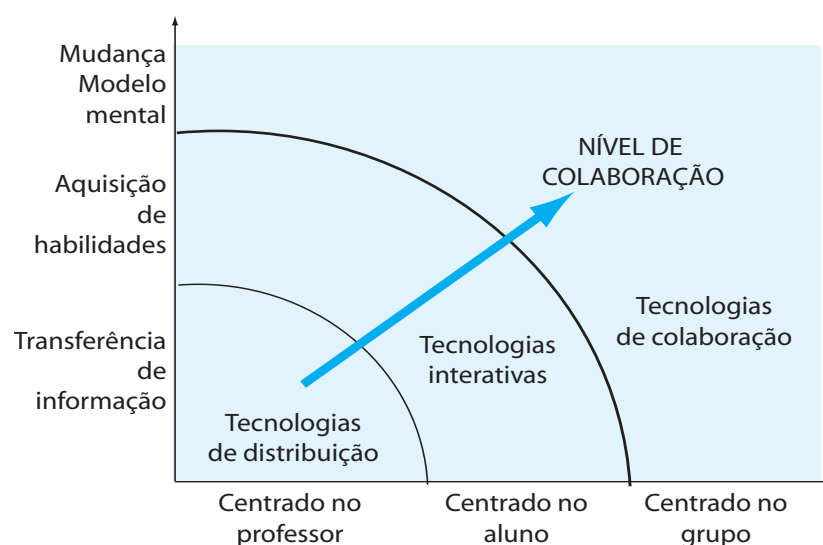 Mudança
Modelo
mental
NÍVEL DE
COLABORAÇÃO
Aquisição
de
habilidades
Tecnologias
de colaboração
Transferência
de
informação
Tecnologias
interativas
Tecnologias
de distribuição
Centrado no
professor
Centrado no
aluno
Centrado no
grupo